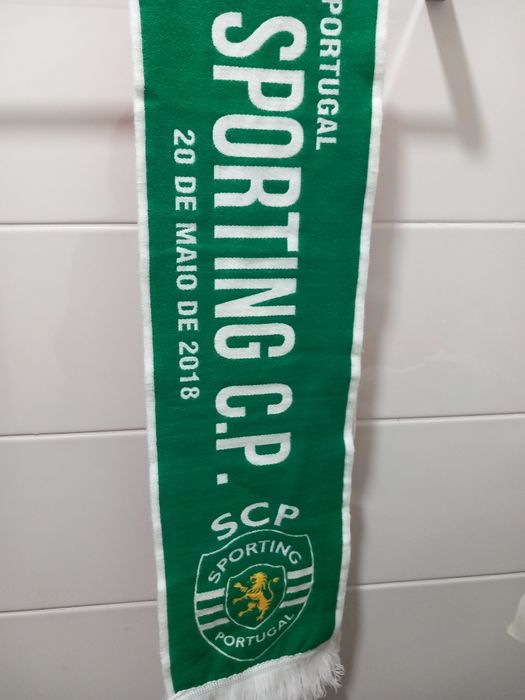 PORTUGAL
SPORTING C.P.
20 DE MAIO DE 2018
SCP
SPORTING
PORTUGAL